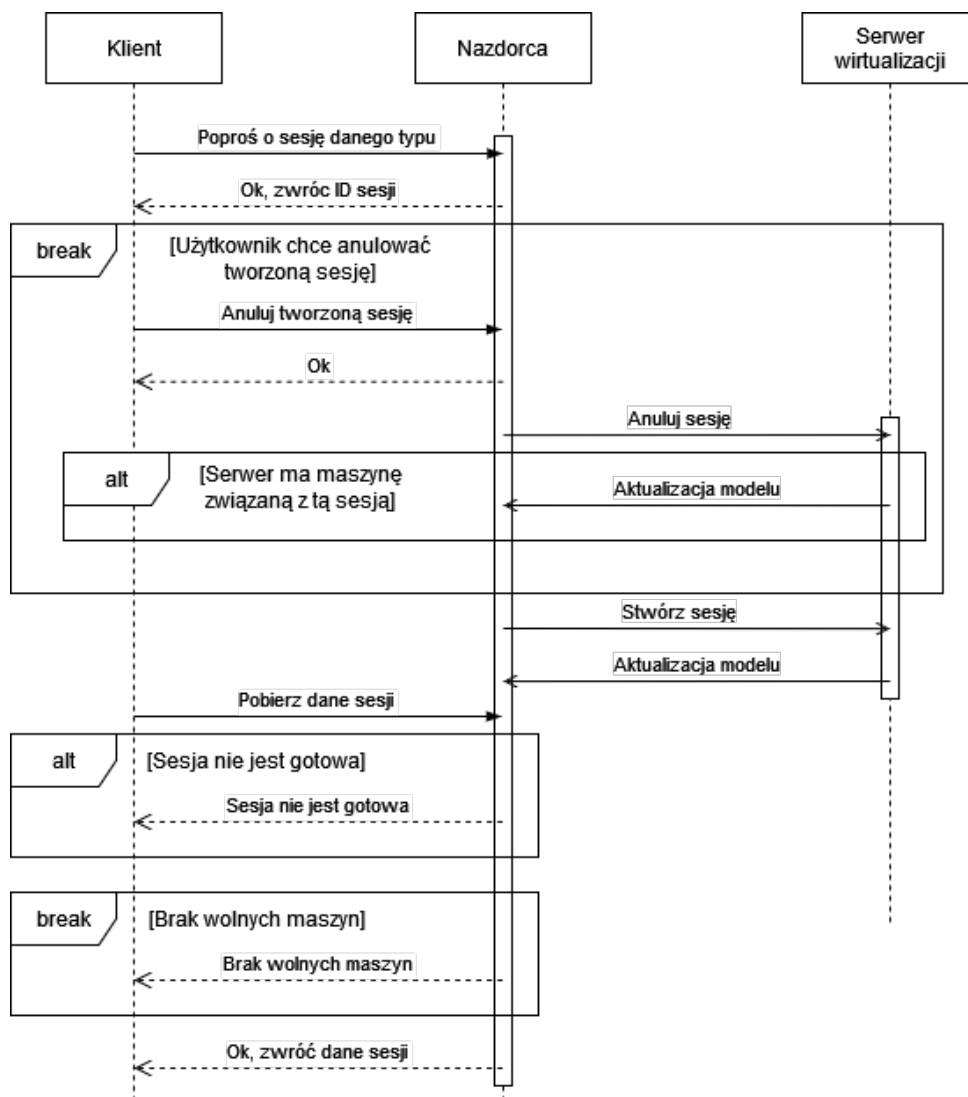 Klient
Nazdorca
Serwer
wirtualizacji
Poproś o sesję danego typu
Ok, zwróc ID sesji
break
[Użytkownik chce anulować
tworzoną sesję]
Anuluj tworzoną sesję
Ok
Anuluj sesję
alt
[Serwer ma maszynę
związaną z tą sesją]
Aktualizacja modelu
Stwórz sesję
Aktualizacja modelu
Pobierz dane sesji
alt
[Sesja nie jest gotowa]
Sesja nie jest gotowa
break
[Brak wolnych maszyn]
Brak wolnych maszyn
Ok, zwróć dane sesji